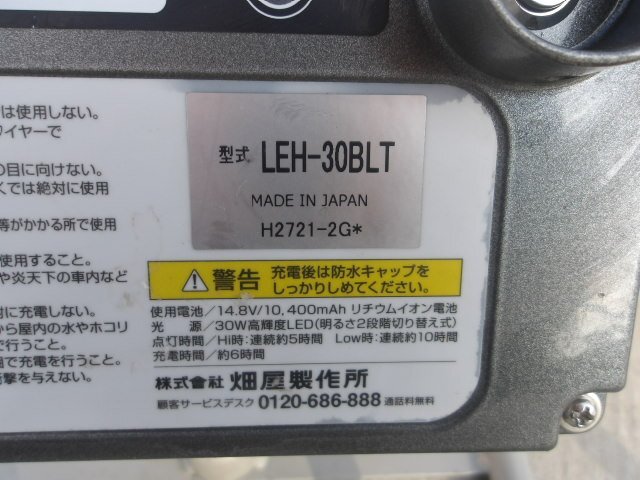 は使用しない。
イヤーで
の目に向けない。
くでは絶対に使用
等がかかる所で使用
使用すること。
や炎天下の車内など
対に充電しない。
から屋内の水やホコリ
で行うこと。
囲で充電を行うこと。
衝撃を与えない。
型式 LEH-30BLT
MADE IN JAPAN
H2721-2G*
警告 充電後は防水キャップを
しっかりしめてください。
使用電池/14.8V/10,400mAh リチウムイオン電池
光 源/30W高輝度LED(明るさ2段階切り替え式)
点灯時間/Hi時:連続約5時間 Low時:連続約10時間
充電時間/約6時間
株式会社 畑屋製作所
顧客サービスデスク 0120-686-888 通話料無料